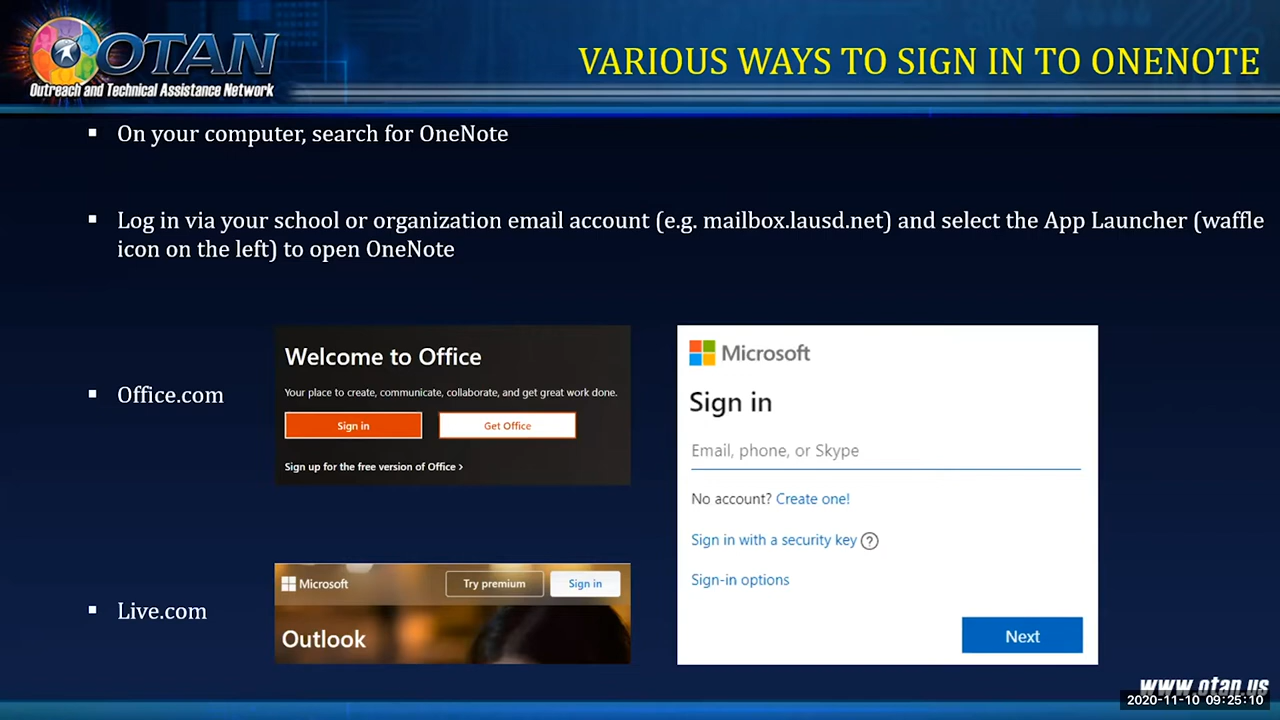 OTAN
Outreach and Technical Assistance Network
VARIOUS WAYS TO SIGN IN TO ONENOTE
▪ On your computer, search for OneNote
▪ Log in via your school or organization email account (e.g. mailbox.lausd.net) and select the App Launcher (waffle
icon on the left) to open OneNote
▪ Office.com
Welcome to Office
Your place to create, communicate, collaborate, and get great work done.
Sign in
Get Office
Sign up for the free version of Office >
▪ Live.com
Microsoft
Try premium
Sign in
Outlook
Microsoft
Sign in
Email, phone, or Skype
No account? Create one!
Sign in with a security key ?
Sign-in options
Next
www.otan.us
2020-11-10 09:25:10